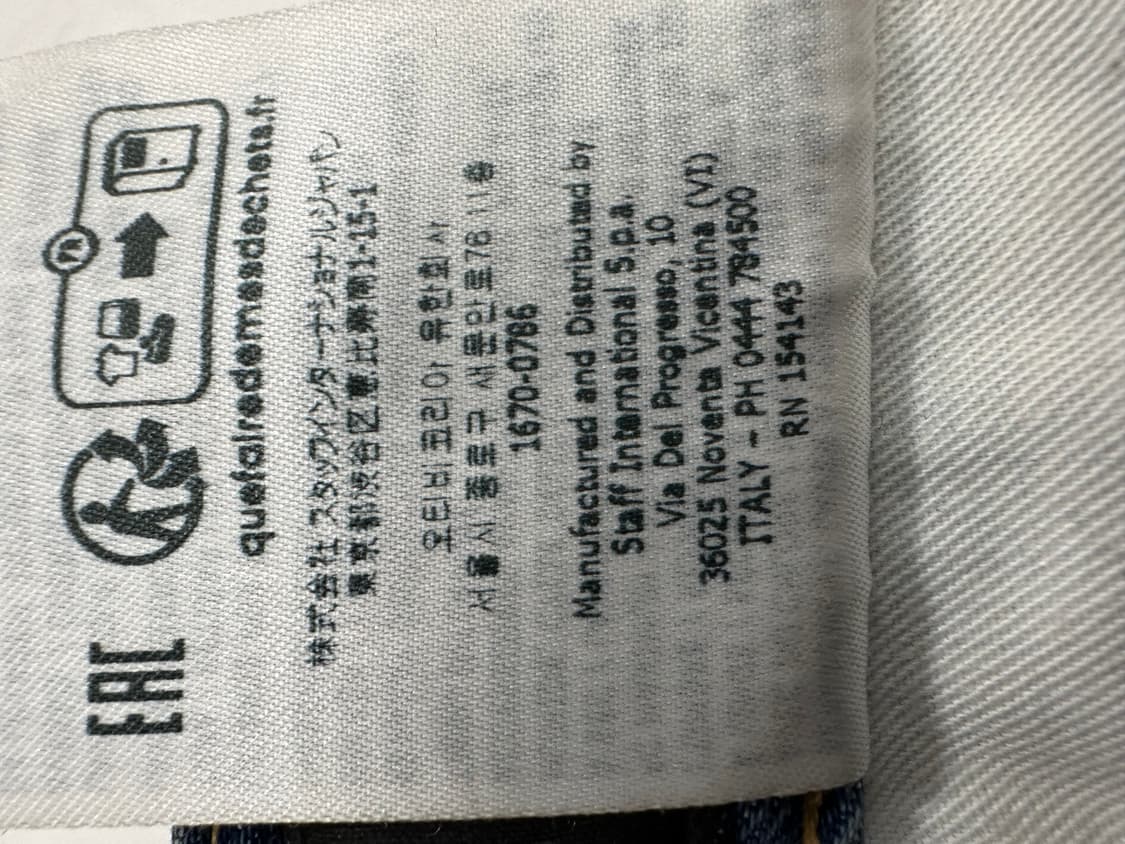 EAC
quefairedemesdechets.fr
株式会社 スタッフインターナショナルジャパン
東京都渋谷区恵比寿南1-15-1
오티비 코리아 유한회사
서울시 종로구 새문안로 78 11층
1670-0786
Manufactured and Distributed by
Staff International S.p.a.
Via Del Progresso, 10
36025 Noventa Vicentina (VI)
ITALY - PH 0444 784500
RN 154143